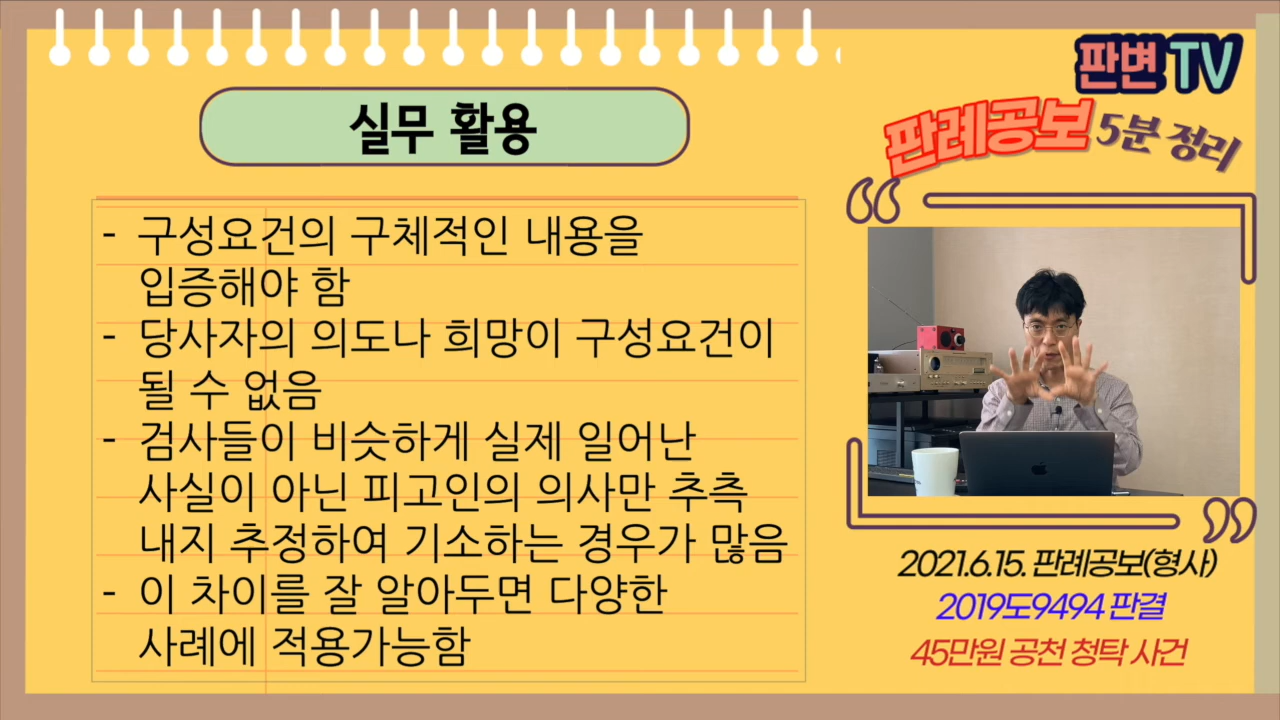 실무 활용
- 구성요건의 구체적인 내용을
입증해야 함
- 당사자의 의도나 희망이 구성요건이
될 수 없음
- 검사들이 비슷하게 실제 일어난
사실이 아닌 피고인의 의사만 추측
내지 추정하여 기소하는 경우가 많음
- 이 차이를 잘 알아두면 다양한
사례에 적용가능함
판변 TV
판례공보 5분 정리
2021.6.15. 판례공보(형사)
2019도9494 판결
45만원 공천 청탁 사건